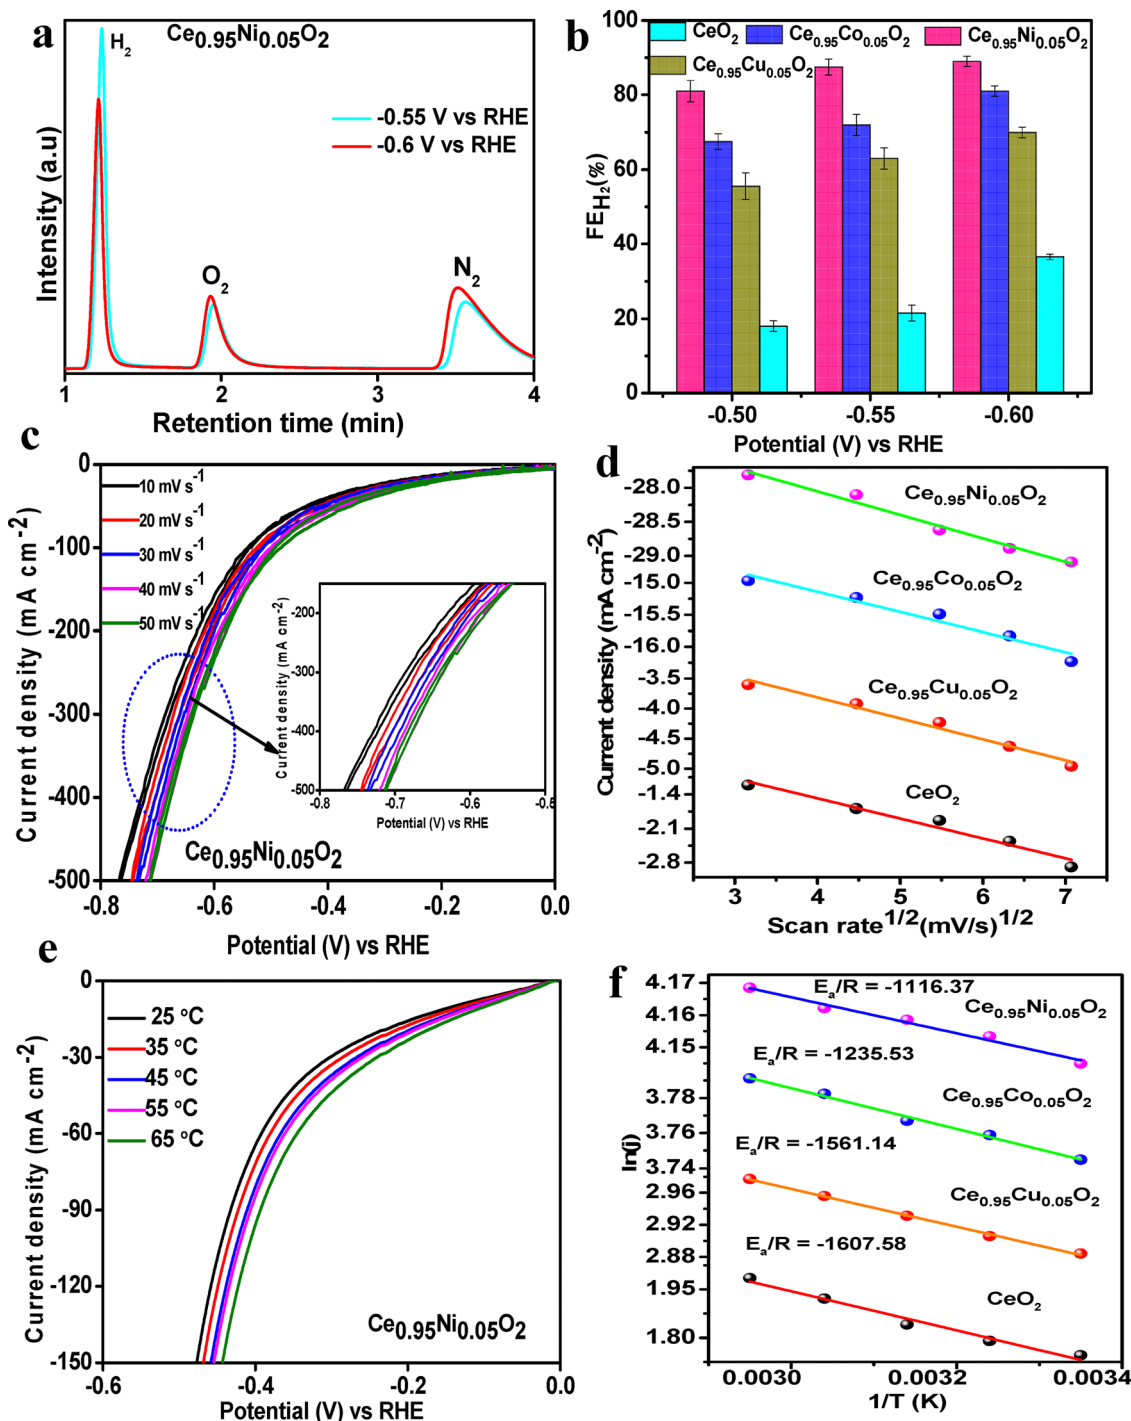 a
Ce0.95Ni0.05O2
H2
-0.55 V vs RHE
-0.6 V vs RHE
O2
N2
Intensity (a.u)
1 2 3 4
Retention time (min)
b
CeO2
Ce0.95Co0.05O2
Ce0.95Ni0.05O2
Ce0.95Cu0.05O2
FEH2(%)
100
80
60
40
20
0
-0.50 -0.55 -0.60
Potential (V) vs RHE
c
10 mV s-1
20 mV s-1
30 mV s-1
40 mV s-1
50 mV s-1
Current density (mA cm-2)
0
-100
-200
-300
-400
-500
-0.8 -0.6 -0.4 -0.2 0.0
Potential (V) vs RHE
Ce0.95Ni0.05O2
Current density (mA cm-2)
-200
-300
-400
-500
-0.8 -0.7 -0.6 -0.5
Potential (V) vs RHE
d
Ce0.95Ni0.05O2
Ce0.95Co0.05O2
Ce0.95Cu0.05O2
CeO2
Current density (mA cm-2)
-28.0
-28.5
-29.0
-15.0
-15.5
-16.0
-3.5
-4.0
-4.5
-5.0
-1.4
-2.1
-2.8
3 4 5 6 7
Scan rate1/2(mV/s)1/2
e
25 °C
35 °C
45 °C
55 °C
65 °C
Current density (mA cm-2)
0
-30
-60
-90
-120
-150
-0.6 -0.4 -0.2 0.0
Potential (V) vs RHE
Ce0.95Ni0.05O2
f
Ea/R = -1116.37
Ce0.95Ni0.05O2
Ea/R = -1235.53
Ce0.95Co0.05O2
Ea/R = -1561.14
Ce0.95Cu0.05O2
Ea/R = -1607.58
CeO2
ln(j)
4.17
4.16
4.15
3.78
3.76
3.74
2.96
2.92
2.88
1.95
1.80
0.0030 0.0032 0.0034
1/T (K)